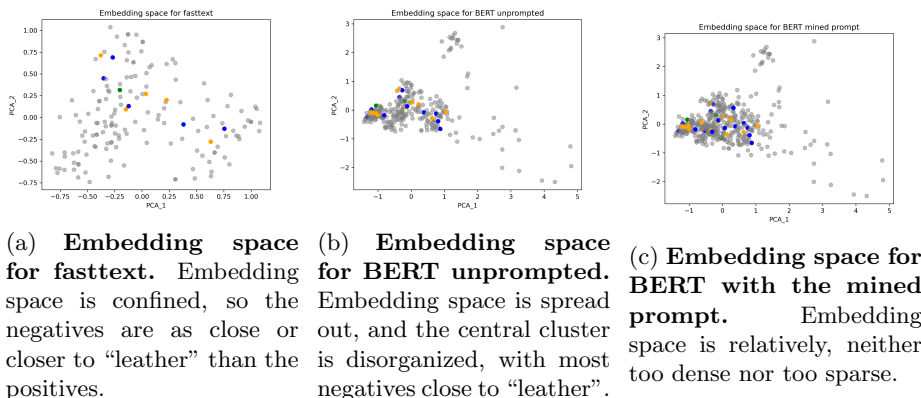 Embedding space for fasttext
1.00
0.75
0.50
0.25
0.00
−0.25
−0.50
−0.75
PCA_2
−0.75 −0.50 −0.25 0.00 0.25 0.50 0.75 1.00
PCA_1
Embedding space for BERT unprompted
3
2
1
0
−1
−2
PCA_2
−1 0 1 2 3 4 5
PCA_1
Embedding space for BERT mined prompt
3
2
1
0
−1
−2
PCA_2
−1 0 1 2 3 4 5
PCA_1
(a) Embedding space
for fasttext. Embedding
space is confined, so the
negatives are as close or
closer to “leather” than the
positives.
(b) Embedding space
for BERT unprompted.
Embedding space is spread
out, and the central cluster
is disorganized, with most
negatives close to “leather”.
(c) Embedding space for
BERT with the mined
prompt. Embedding
space is relatively, neither
too dense nor too sparse.